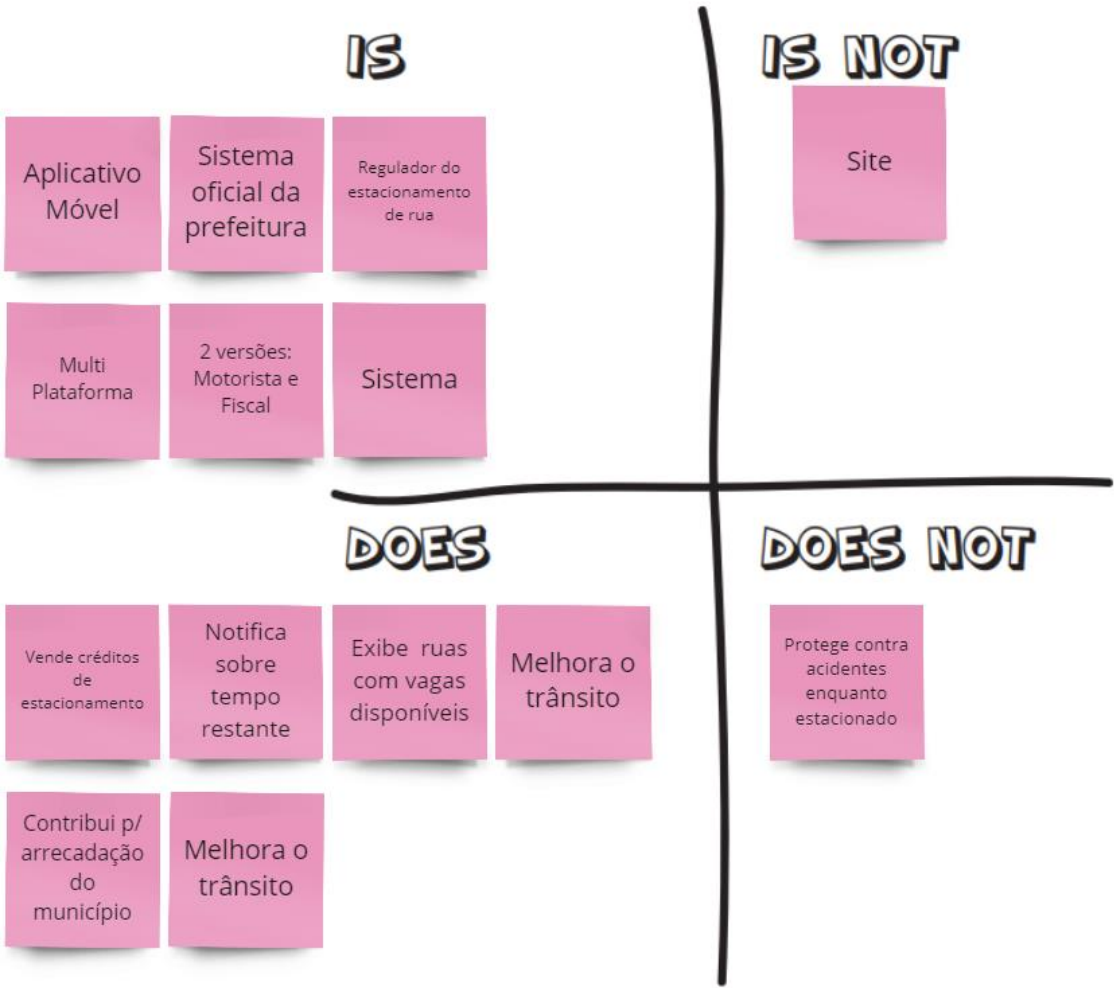 IS
Aplicativo
Móvel
Sistema
oficial da
prefeitura
Regulador do
estacionamento
de rua
Multi
Plataforma
2 versões:
Motorista e
Fiscal
Sistema
IS NOT
Site
DOES
Vende créditos
de
estacionamento
Notifica
sobre
tempo
restante
Exibe ruas
com vagas
disponíveis
Melhora o
trânsito
Contribui p/
arrecadação
do
município
Melhora o
trânsito
DOES NOT
Protege contra
acidentes
enquanto
estacionado